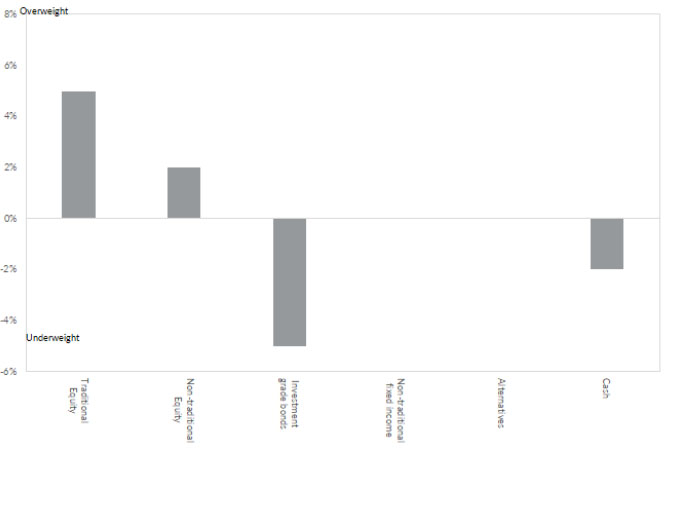 8%
Overweight
6%
4%
2%
0%
-2%
-4%
Underweight
-6%
Traditional
Equity
Non-traditional
Equity
Investment
grade bonds
Non-traditional
fixed income
Alternatives
Cash